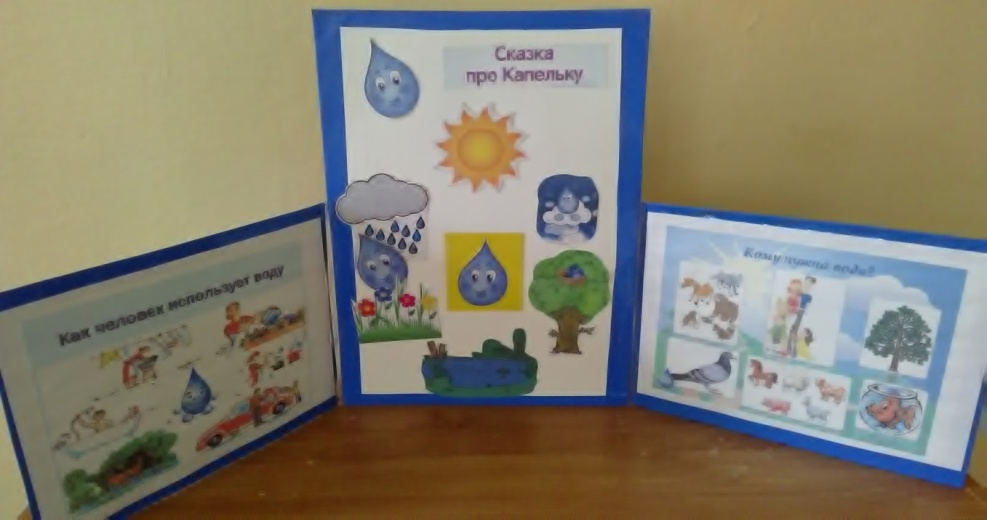 Сказка
про Капельку
Как человек использует воду
Кому нужна вода?